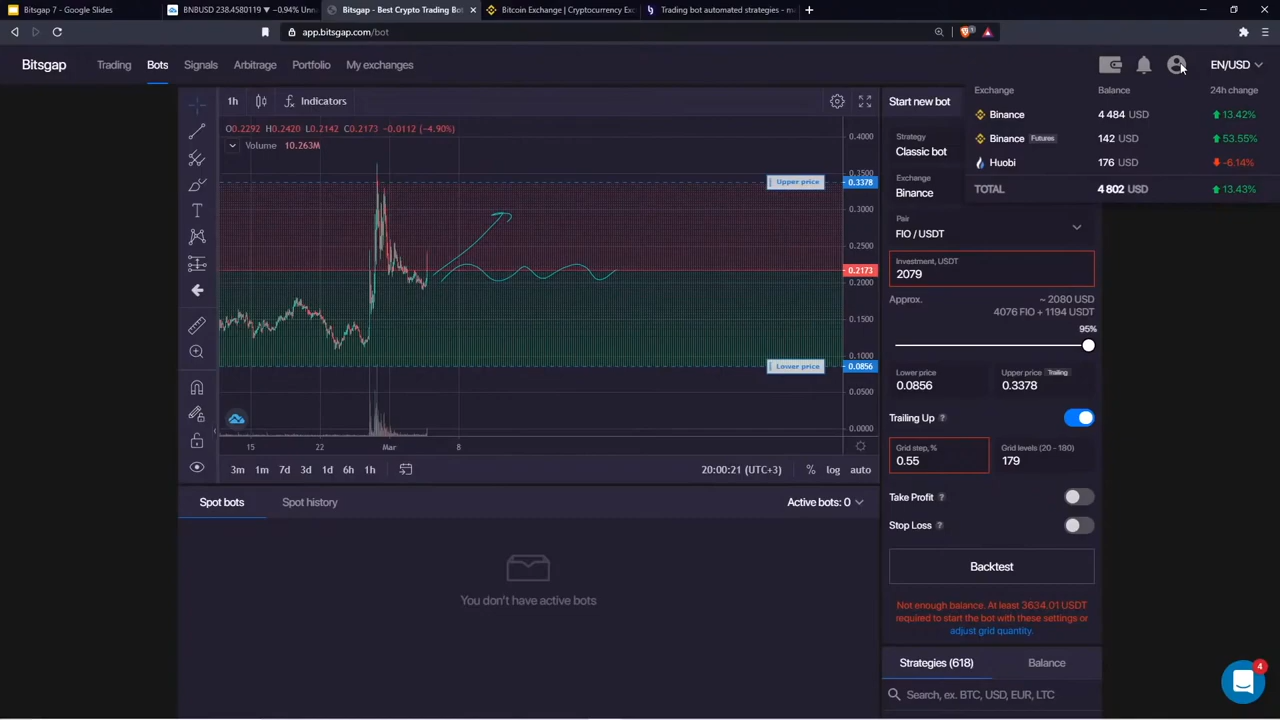 Bitsgap 7 - Google Slides
BNBUSD 238.4580119 ▼ −0.94% Unn
Bitsgap - Best Crypto Trading Bot
Bitcoin Exchange | Cryptocurrency Exc
Trading bot automated strategies - m
app.bitsgap.com/bot
1
Bitsgap
Trading
Bots
Signals
Arbitrage
Portfolio
My exchanges
EN/USD
Exchange Balance 24h change
Binance 4 484 USD 13.42%
Binance Futures 142 USD 53.55%
Huobi 176 USD -6.14%
TOTAL 4 802 USD 13.43%
1h
Indicators
O0.2292 H0.2420 L0.2142 C0.2173 −0.0112 (−4.90%)
Volume 10.263M
Upper price
Lower price
0.4000
0.3378
0.3000
0.2500
0.2173
0.2000
0.1500
0.1000
0.0856
0.0500
0.0000
15 22 Mar 8
3m 1m 7d 3d 1d 6h 1h
20:00:21 (UTC+3) % log auto
Spot bots
Spot history
Active bots: 0
You don't have active bots
Start new bot
Strategy
Classic bot
Exchange
Binance
Pair
FIO / USDT
Investment, USDT
2079
Approx. ~ 2080 USD
4076 FIO + 1194 USDT
95%
Lower price
0.0856
Upper price Trailing
0.3378
Trailing Up ?
Grid step, %
0.55
Grid levels (20 - 180)
179
Take Profit ?
Stop Loss ?
Backtest
Not enough balance. At least 3634.01 USDT
required to start the bot with these settings or
adjust grid quantity.
Strategies (618)
Balance
Search, ex. BTC, USD, EUR, LTC
4